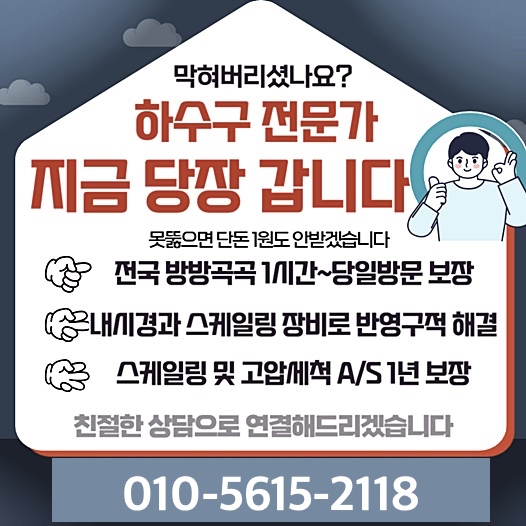 막혀버리셨나요?
하수구 전문가
지금 당장 갑니다
못뚫으면 단돈 1원도 안받겠습니다
전국 방방곡곡 1시간~당일방문 보장
내시경과 스케일링 장비로 반영구적 해결
스케일링 및 고압세척 A/S 1년 보장
친절한 상담으로 연결해드리겠습니다
010-5615-2118